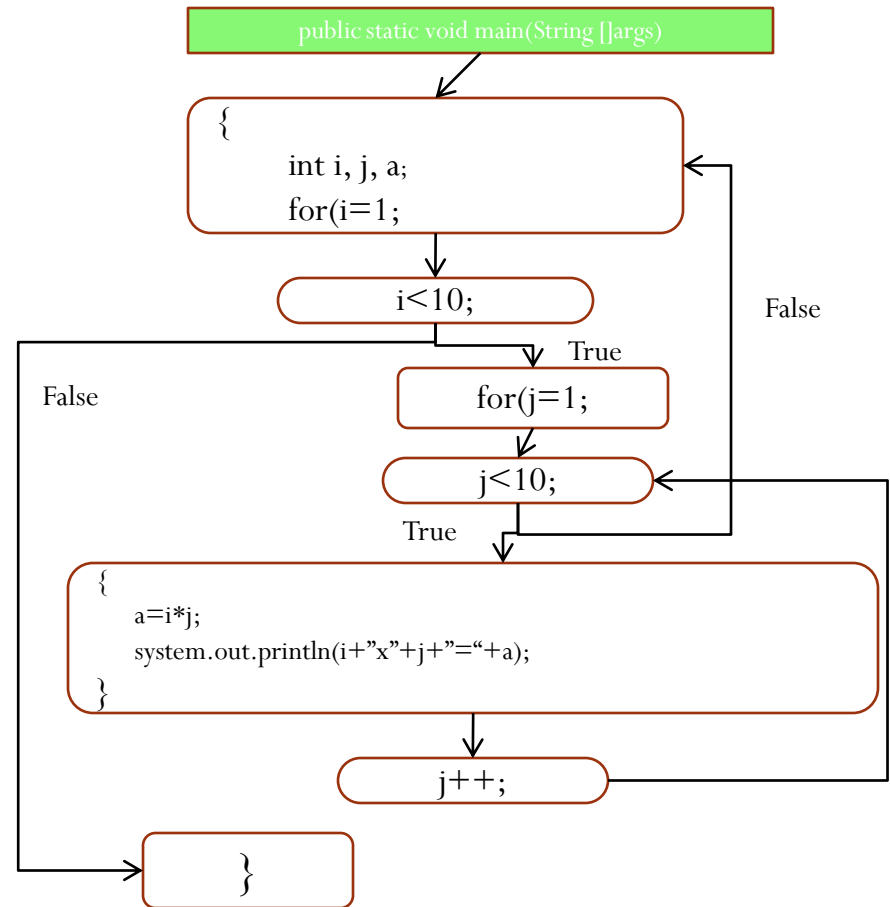 public static void main(String []args)
{
int i, j, a;
for(i=1;
i<10;
False
True
False
for(j=1;
j<10;
True
{
a=i*j;
system.out.println(i+”x”+j+”=“+a);
}
j++;
}